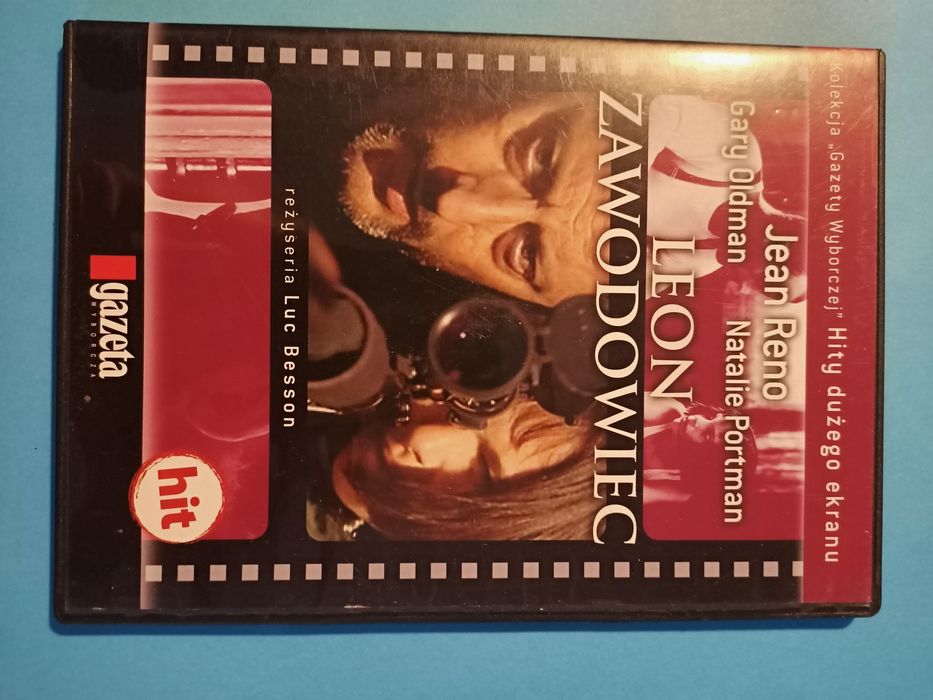 Kolekcja „Gazety Wyborczej” Hity dużego ekranu
Jean Reno
Gary Oldman Natalie Portman
LEON
ZAWODOWIEC
reżyseria Luc Besson
hit
gazeta
WYBORCZA